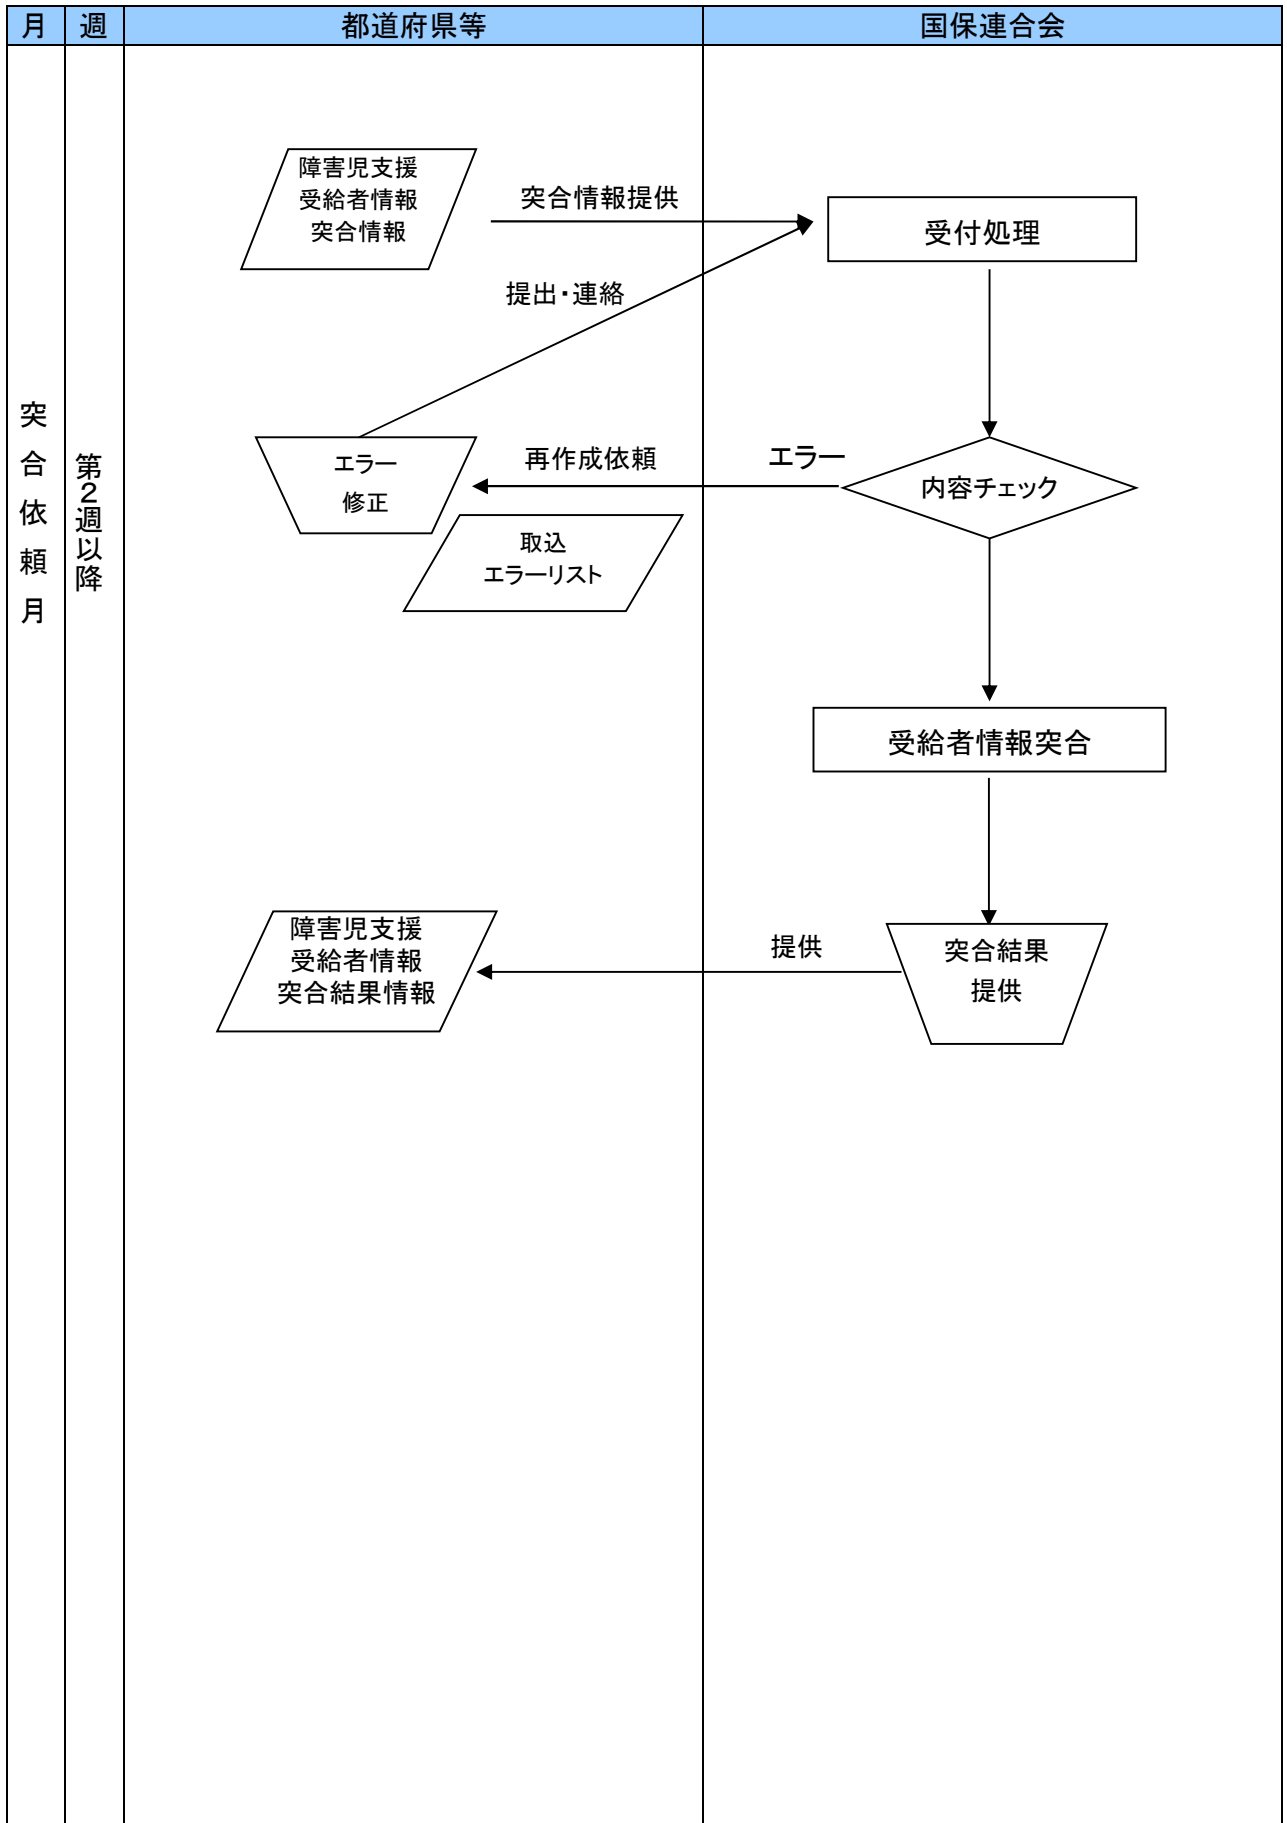 月 週 都道府県等 国保連合会
障害児支援
受給者情報
突合情報
突合情報提供
受付処理
提出・連絡
突合依頼月
第2週以降
エラー
修正
再作成依頼
エラー
内容チェック
取込
エラーリスト
受給者情報突合
障害児支援
受給者情報
突合結果情報
提供
突合結果
提供